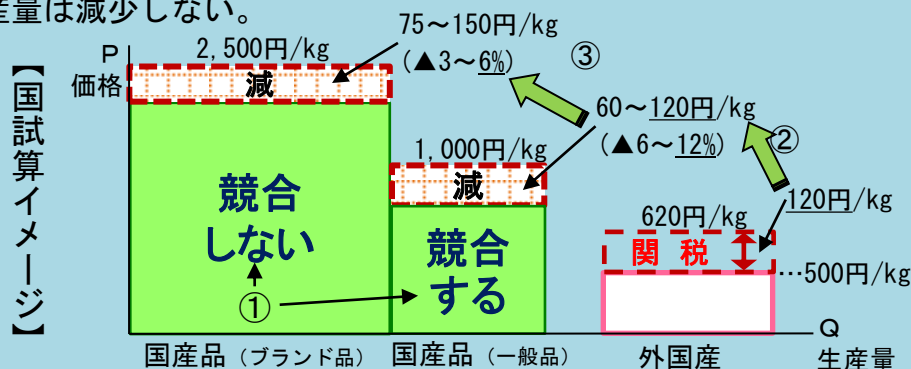 産量は減少しない。
【国試算イメージ】
P
価格
2,500円/kg
減
75～150円/kg
(▲3～6%)
③
60～120円/kg
(▲6～12%)
②
1,000円/kg
減
120円/kg
620円/kg
関 税
…500円/kg
競合
しない
競合
する
①
Q
国産品（ブランド品）
国産品（一般品）
外国産
生産量